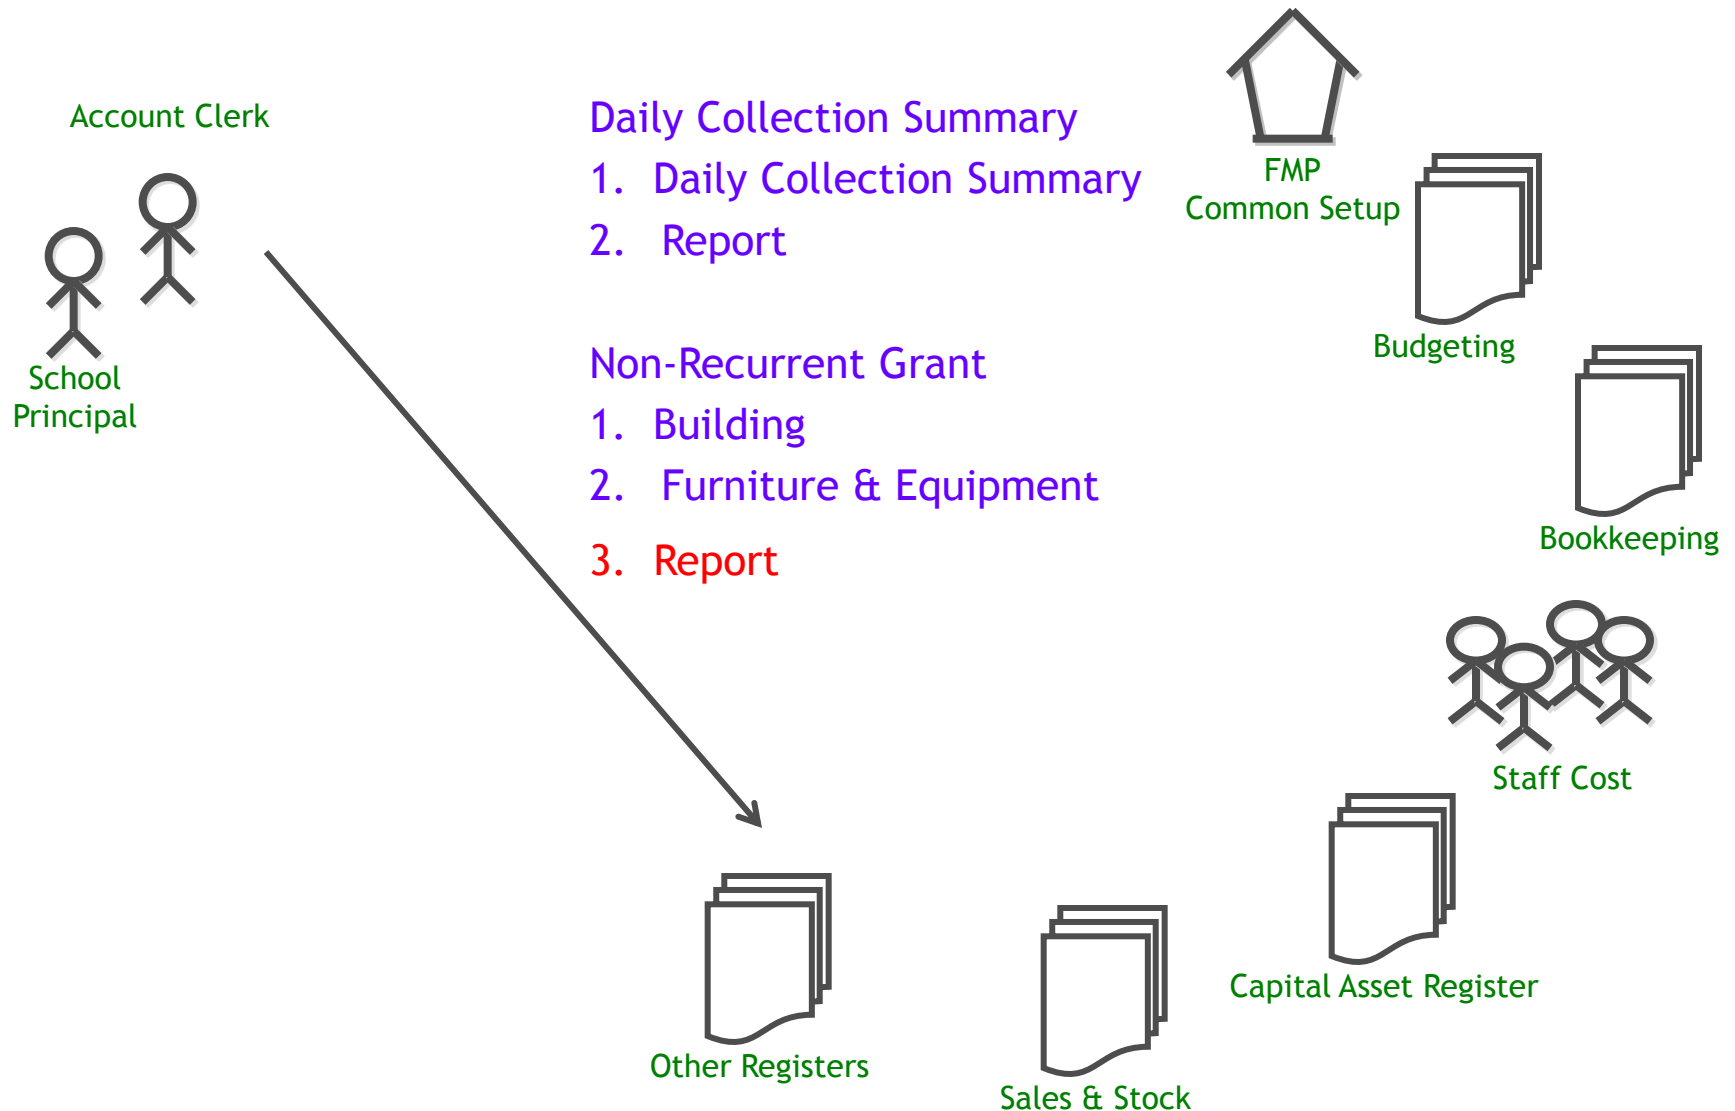 Account Clerk
School
Principal
Daily Collection Summary
1. Daily Collection Summary
2. Report
Non-Recurrent Grant
1. Building
2. Furniture & Equipment
3. Report
FMP
Common Setup
Budgeting
Bookkeeping
Staff Cost
Capital Asset Register
Sales & Stock
Other Registers